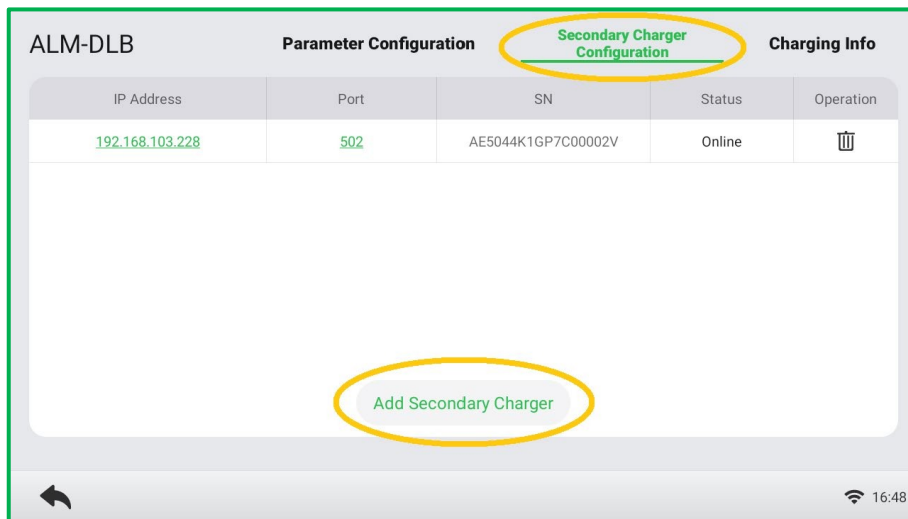 ALM-DLB
Parameter Configuration
Secondary Charger
Configuration
Charging Info
IP Address Port SN Status Operation
192.168.103.228 502 AE5044K1GP7C00002V Online
Add Secondary Charger
16:48